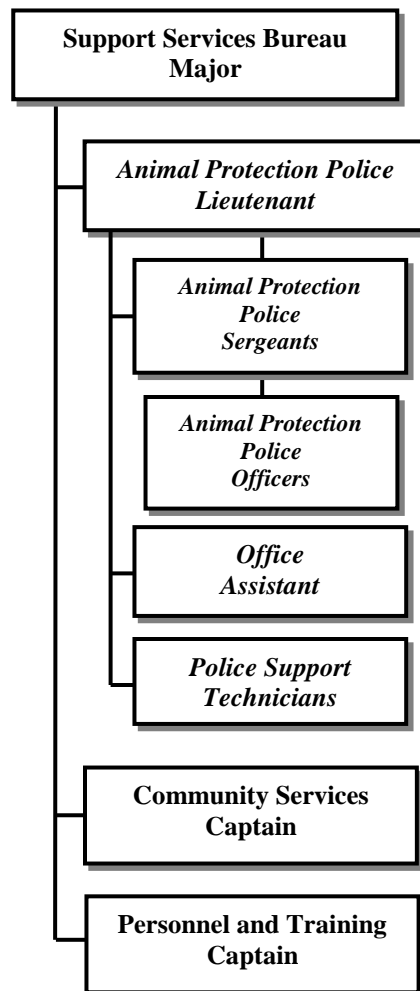 Support Services Bureau
Major
Animal Protection Police
Lieutenant
Animal Protection
Police
Sergeants
Animal Protection
Police
Officers
Office
Assistant
Police Support
Technicians
Community Services
Captain
Personnel and Training
Captain